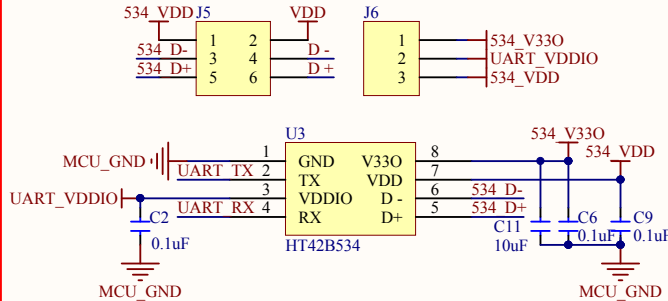 534_VDD J5 VDD J6
1 2
534_D- 3 4 D -
534_D+ 5 6 D +
1 534_V33O
2 UART_VDDIO
3 534_VDD
U3
534_V33O
534_VDD
MCU_GND 1 GND V33O 8
UART_TX 2 TX VDD 7
UART_VDDIO 3 VDDIO D - 6 534_D-
UART_RX 4 RX D+ 5 534_D+
C2
0.1uF
HT42B534
C11
10uF
C6
0.1uF
C9
0.1uF
MCU_GND
MCU_GND